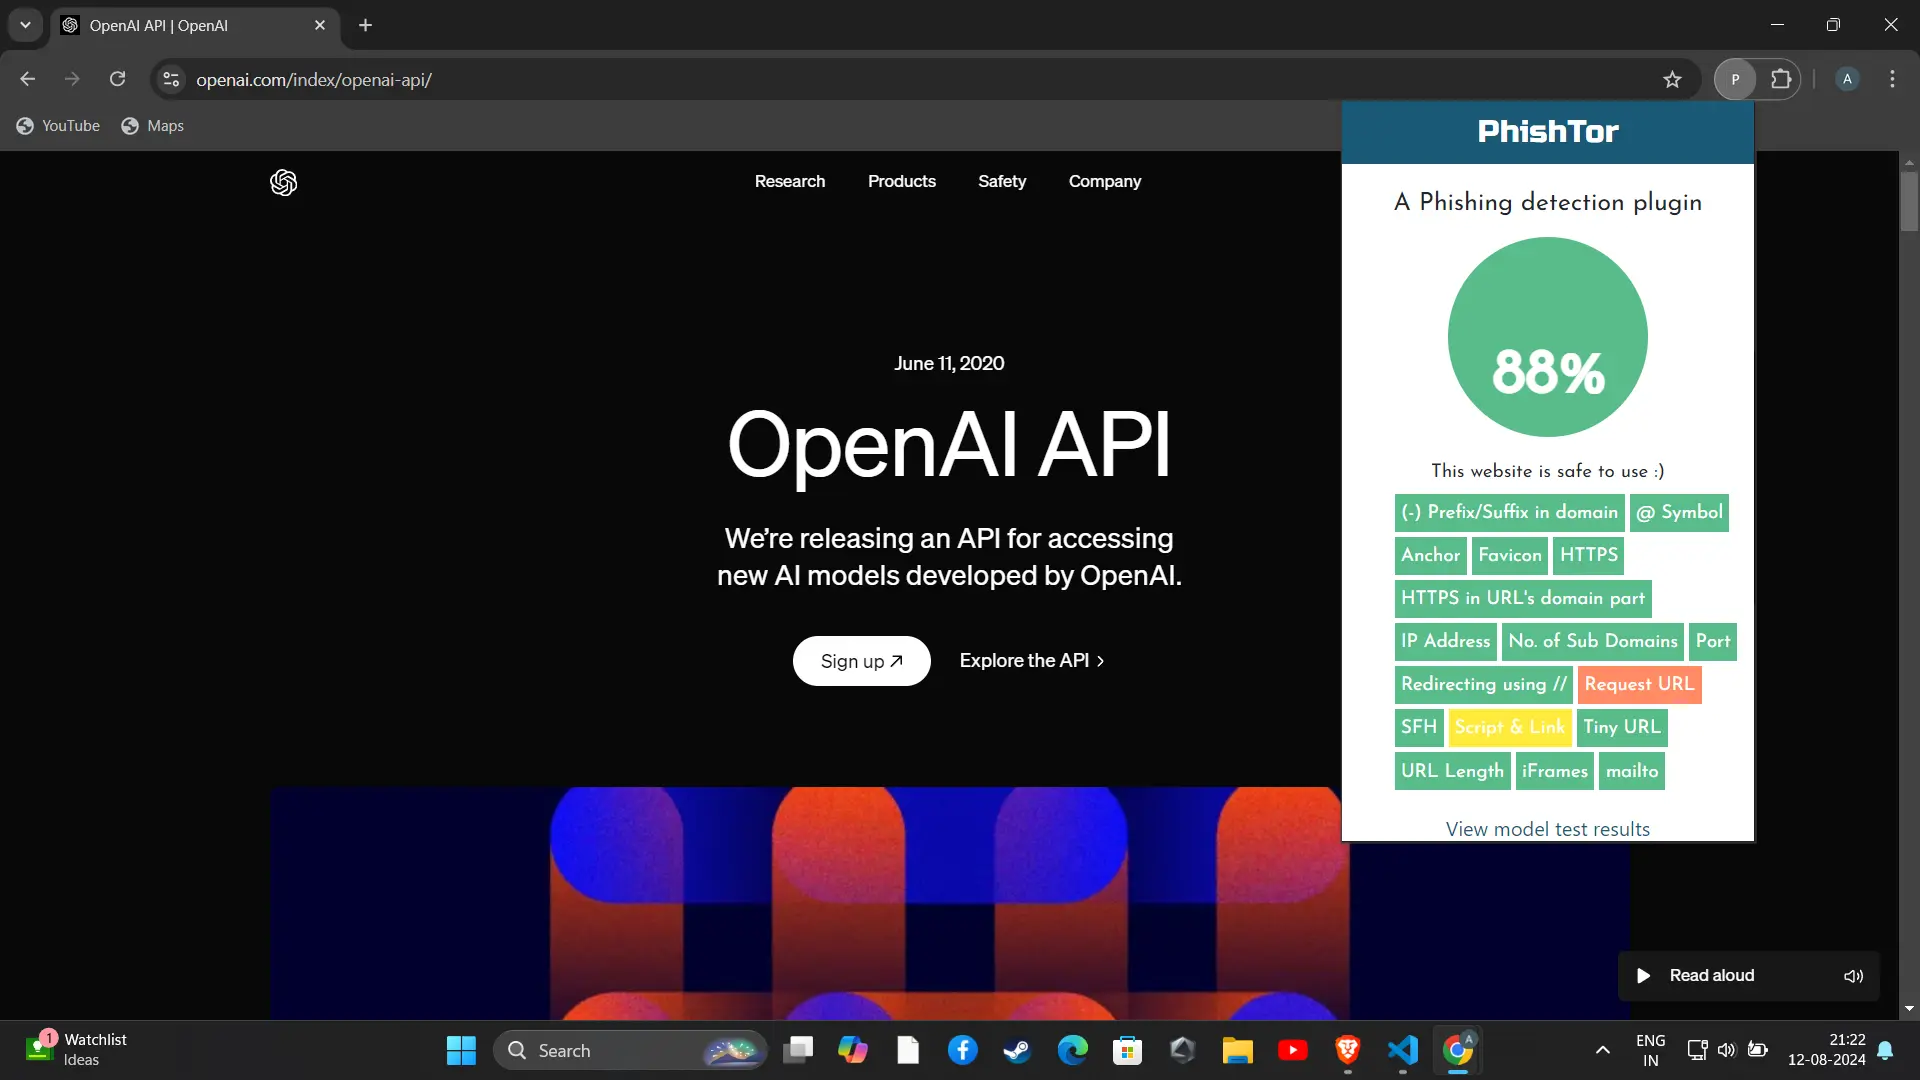 OpenAI API | OpenAI
openai.com/index/openai-api/
P
A
YouTube
Maps
Research Products Safety Company
June 11, 2020
OpenAI API
We’re releasing an API for accessing
new AI models developed by OpenAI.
Sign up
Explore the API
PhishTor
A Phishing detection plugin
88%
This website is safe to use :)
(-) Prefix/Suffix in domain @ Symbol
Anchor Favicon HTTPS
HTTPS in URL's domain part
IP Address No. of Sub Domains Port
Redirecting using // Request URL
SFH Script & Link Tiny URL
URL Length iFrames mailto
View model test results
Read aloud
1
Watchlist
Ideas
Search
A
ENG
IN
21:22
12-08-2024